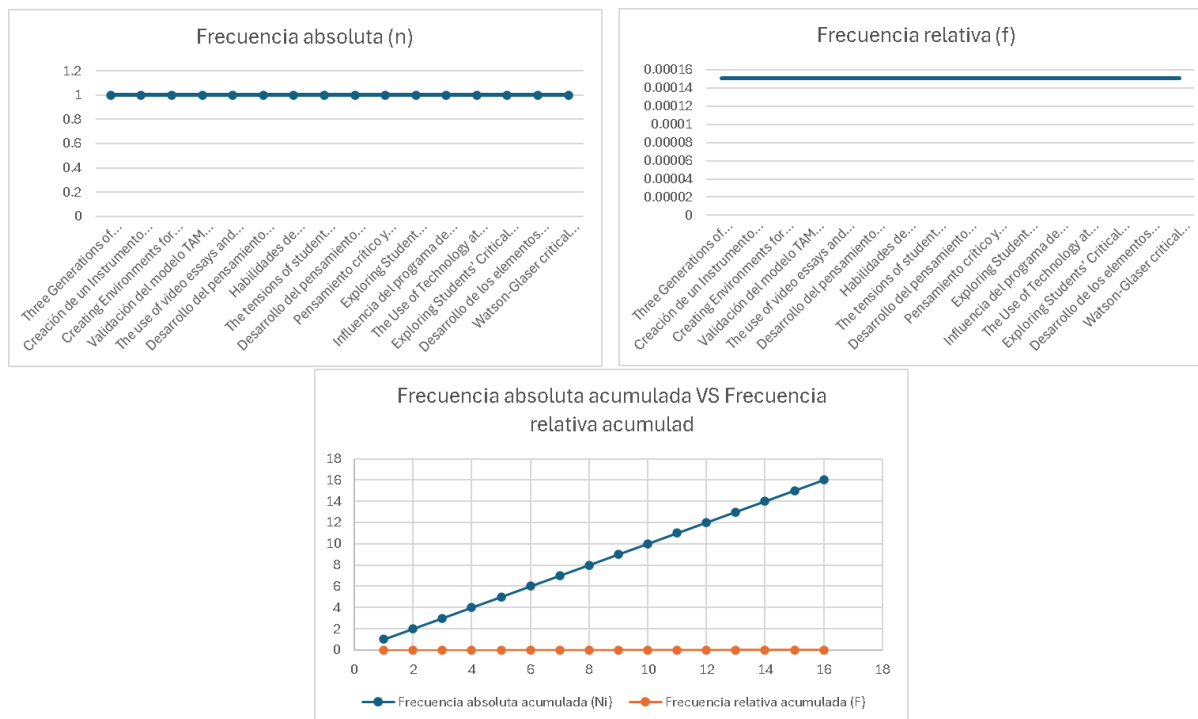 Frecuencia absoluta (n)
1.2
1
0.8
0.6
0.4
0.2
0
Three Generations of...
Creación de un Instrumento...
Creating Environments for...
Validación del modelo TAM...
The use of video essays and...
Desarrollo del pensamiento...
Habilidades de...
The tensions of student...
Desarrollo del pensamiento...
Pensamiento crítico y...
Exploring Student...
Influencia del programa de...
The Use of Technology at...
Exploring Students' Critical...
Desarrollo de los elementos...
Watson-Glaser critical...
Frecuencia relativa (f)
0.00016
0.00014
0.00012
0.0001
0.00008
0.00006
0.00004
0.00002
0
Three Generations of...
Creación de un Instrumento...
Creating Environments for...
Validación del modelo TAM...
The use of video essays and...
Desarrollo del pensamiento...
Habilidades de...
The tensions of student...
Desarrollo del pensamiento...
Pensamiento crítico y...
Exploring Student...
Influencia del programa de...
The Use of Technology at...
Exploring Students' Critical...
Desarrollo de los elementos...
Watson-Glaser critical...
Frecuencia absoluta acumulada VS Frecuencia
relativa acumulad
18
16
14
12
10
8
6
4
2
0
0 2 4 6 8 10 12 14 16 18
Frecuencia absoluta acumulada (Ni) Frecuencia relativa acumulada (F)